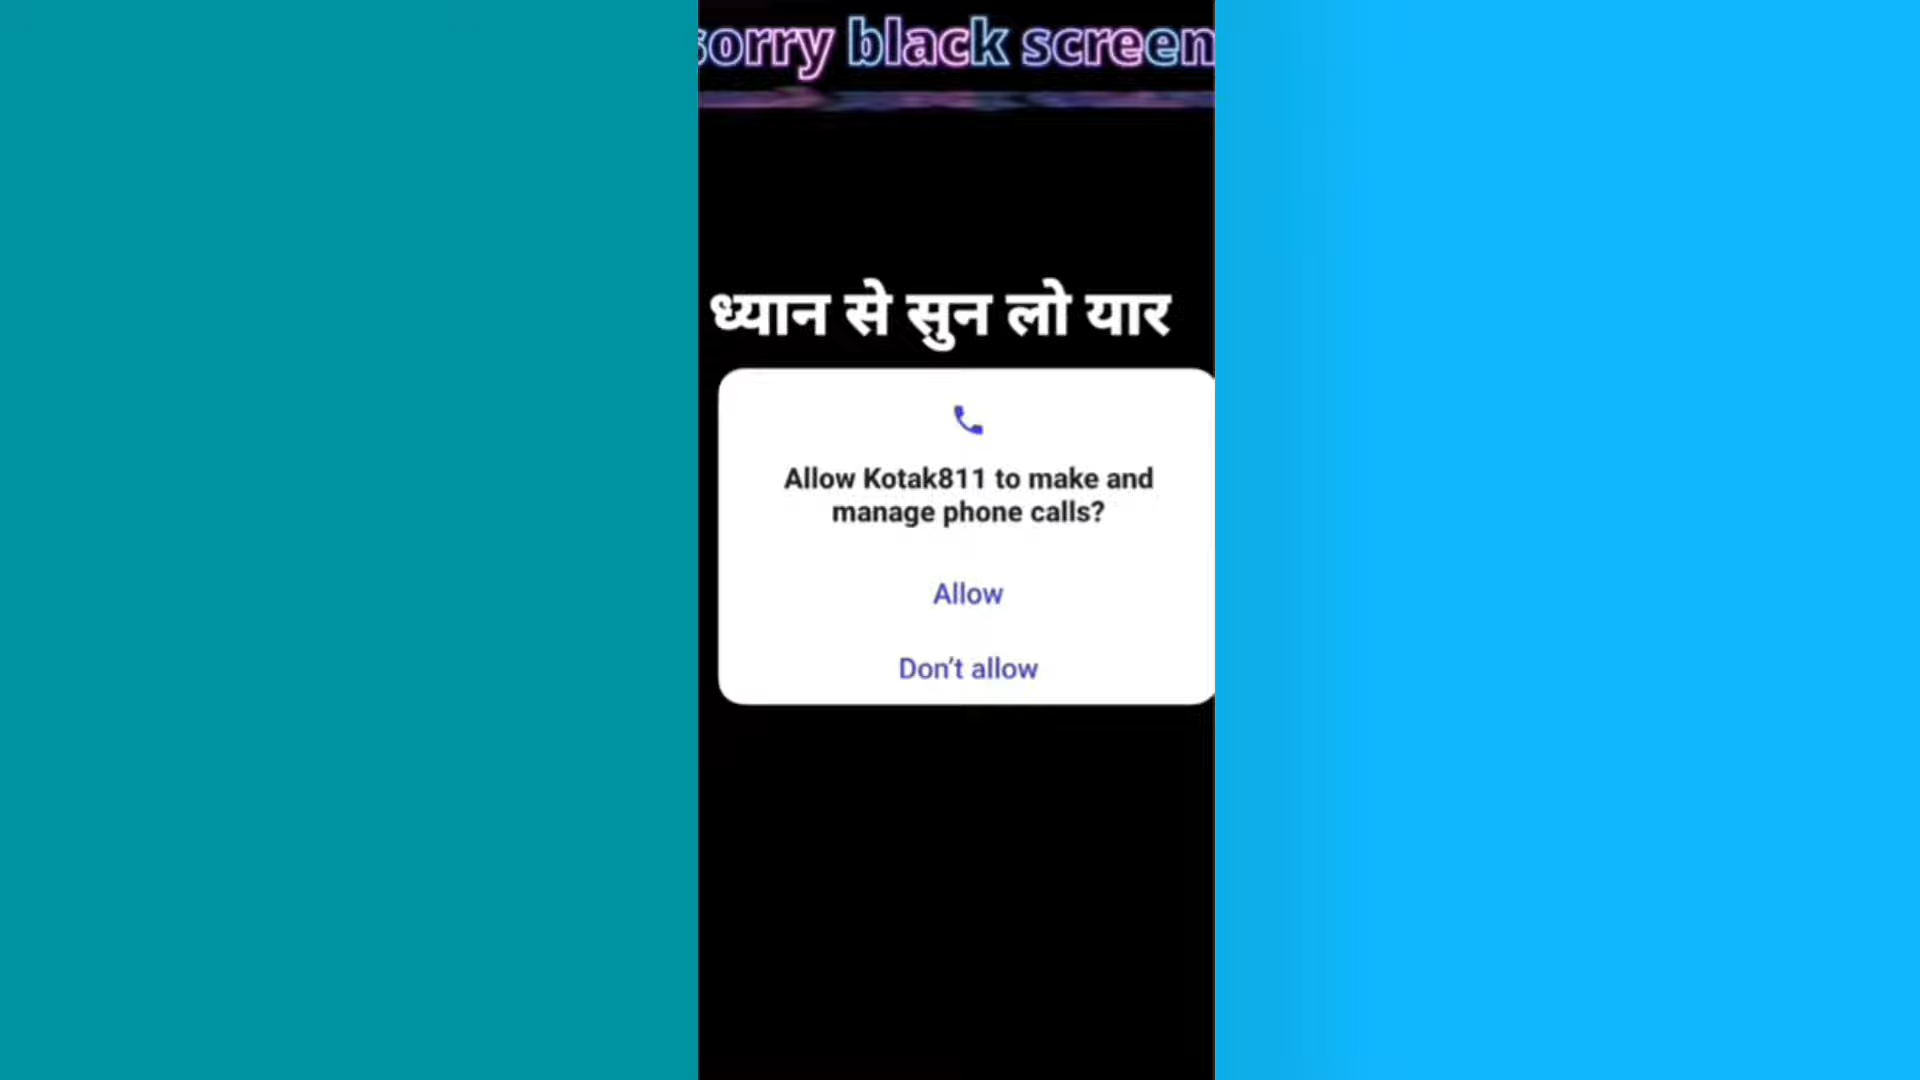 sorry black screen
ध्यान से सुन लो यार
Allow Kotak811 to make and
manage phone calls?
Allow
Don't allow